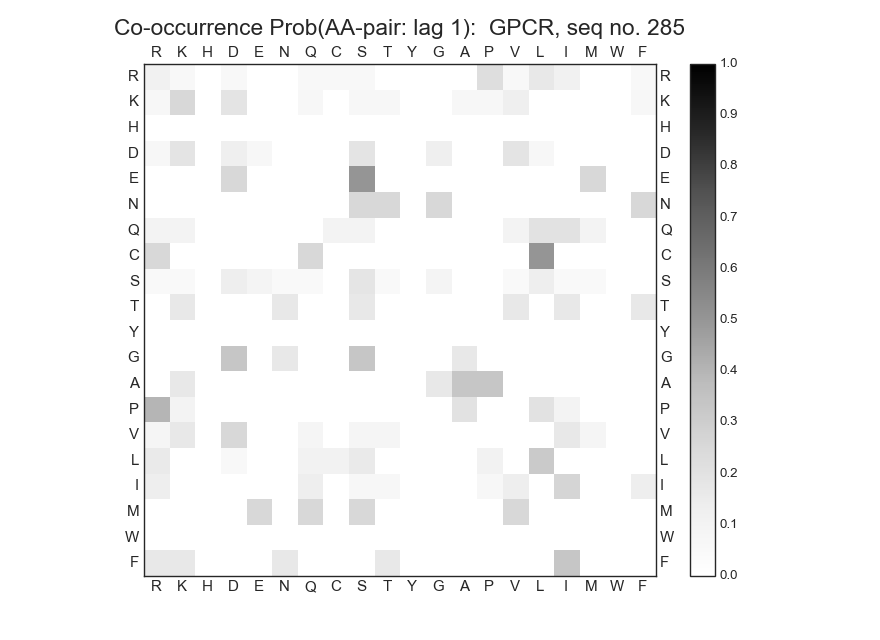 Co-occurrence Prob(AA-pair: lag 1):  GPCR, seq no. 285
R K H D E N Q C S T Y G A P V L I M W F
R R 1.0
K K 0.9
H H
D D 0.8
E E
N N 0.7
Q Q
C C 0.6
S S
T T 0.5
Y Y
G G 0.4
A A
P P 0.3
V V
L L 0.2
I I
M M 0.1
W W
F F 0.0
R K H D E N Q C S T Y G A P V L I M W F